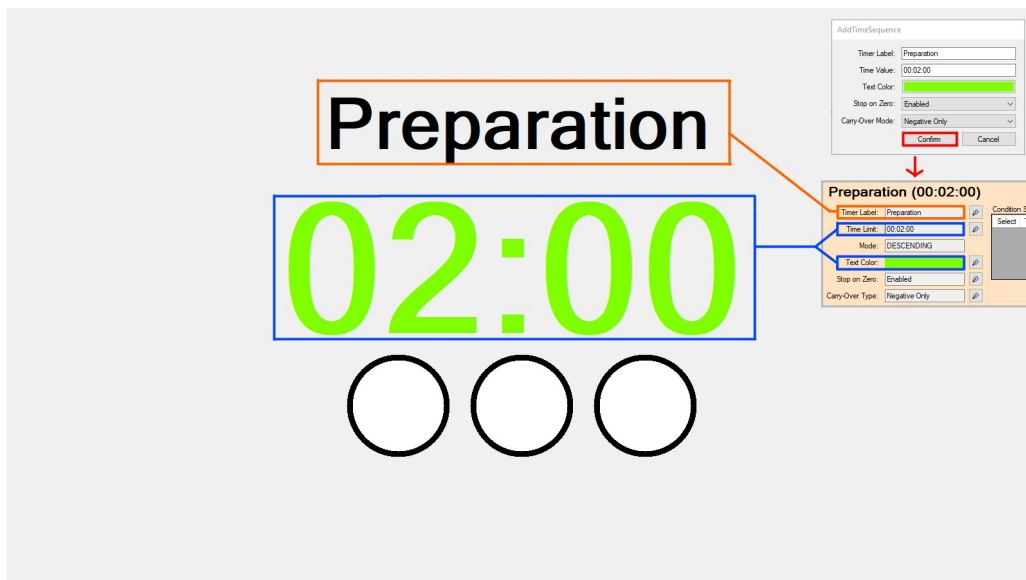 AddTimeSequence
Timer Label: Preparation
Time Value: 00:02:00
Text Color:
Stop on Zero: Enabled
Carry-Over Mode: Negative Only
Confirm Cancel
Preparation
02:00
Preparation (00:02:00)
Timer Label: Preparation
Time Limit: 00:02:00
Mode: DESCENDING
Text Color:
Stop on Zero: Enabled
Carry-Over Type: Negative Only
Condition S
Select T